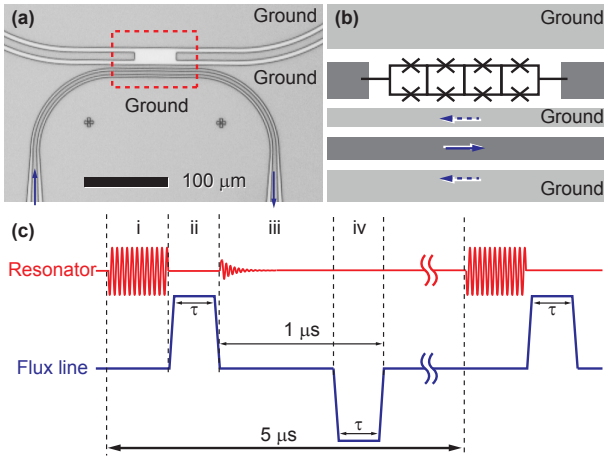 (a)
Ground
Ground
Ground
100 μm
(b)
Ground
Ground
Ground
(c)
i
ii
iii
iv
Resonator
τ
τ
1 μs
Flux line
τ
5 μs